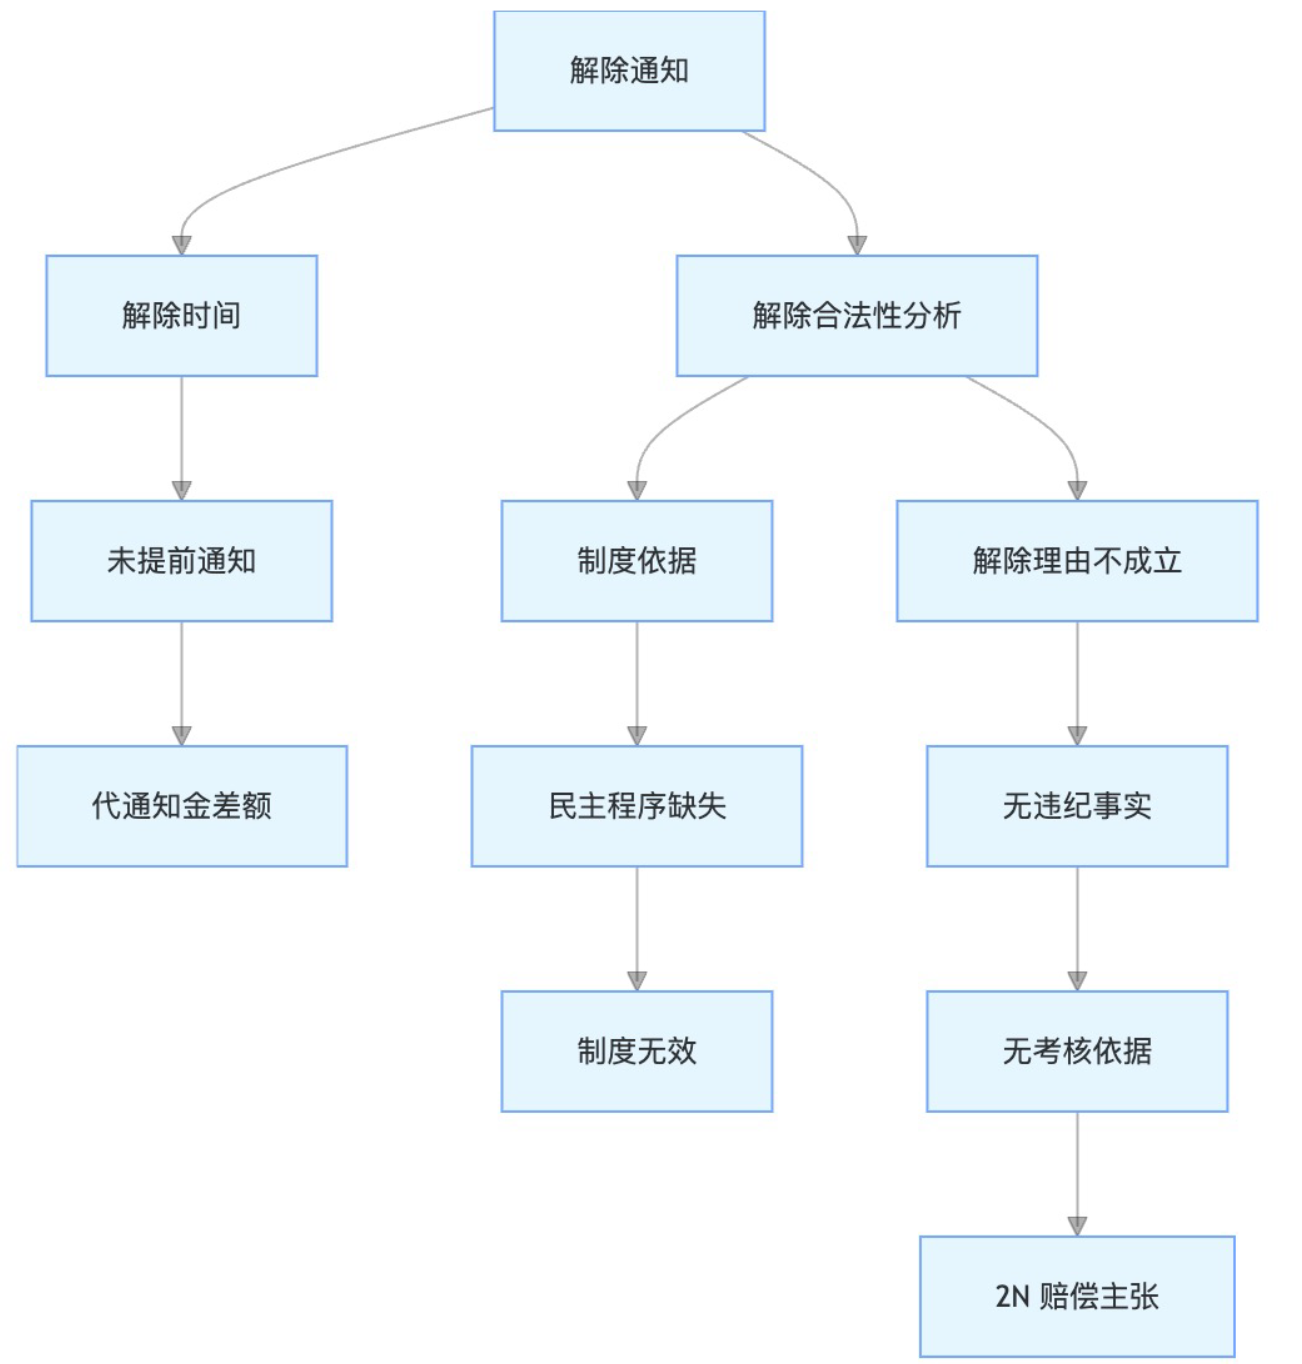 解除通知
解除时间
解除合法性分析
未提前通知
制度依据
解除理由不成立
代通知金差额
民主程序缺失
无违纪事实
制度无效
无考核依据
2N 赔偿主张